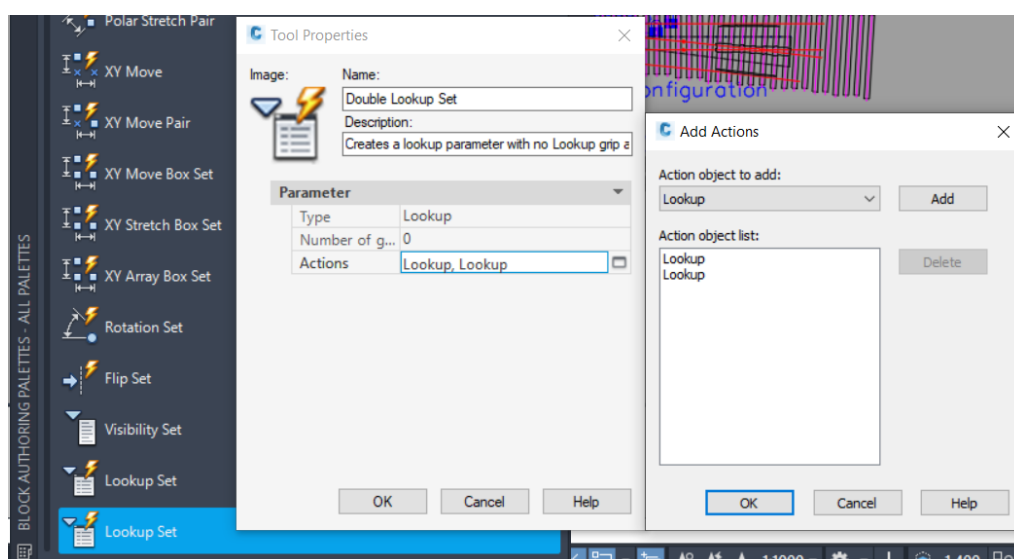 Polar Stretch Pair
XY Move
XY Move Pair
XY Move Box Set
XY Stretch Box Set
XY Array Box Set
Rotation Set
Flip Set
Visibility Set
Lookup Set
Lookup Set
BLOCK AUTHORING PALETTES - ALL PALETTES
Tool Properties
Image:
Name:
Double Lookup Set
Description:
Creates a lookup parameter with no Lookup grip a
Parameter
Type Lookup
Number of g... 0
Actions Lookup, Lookup
OK Cancel Help
onfiguration
Add Actions
Action object to add:
Lookup
Add
Action object list:
Lookup
Lookup
Delete
OK Cancel Help